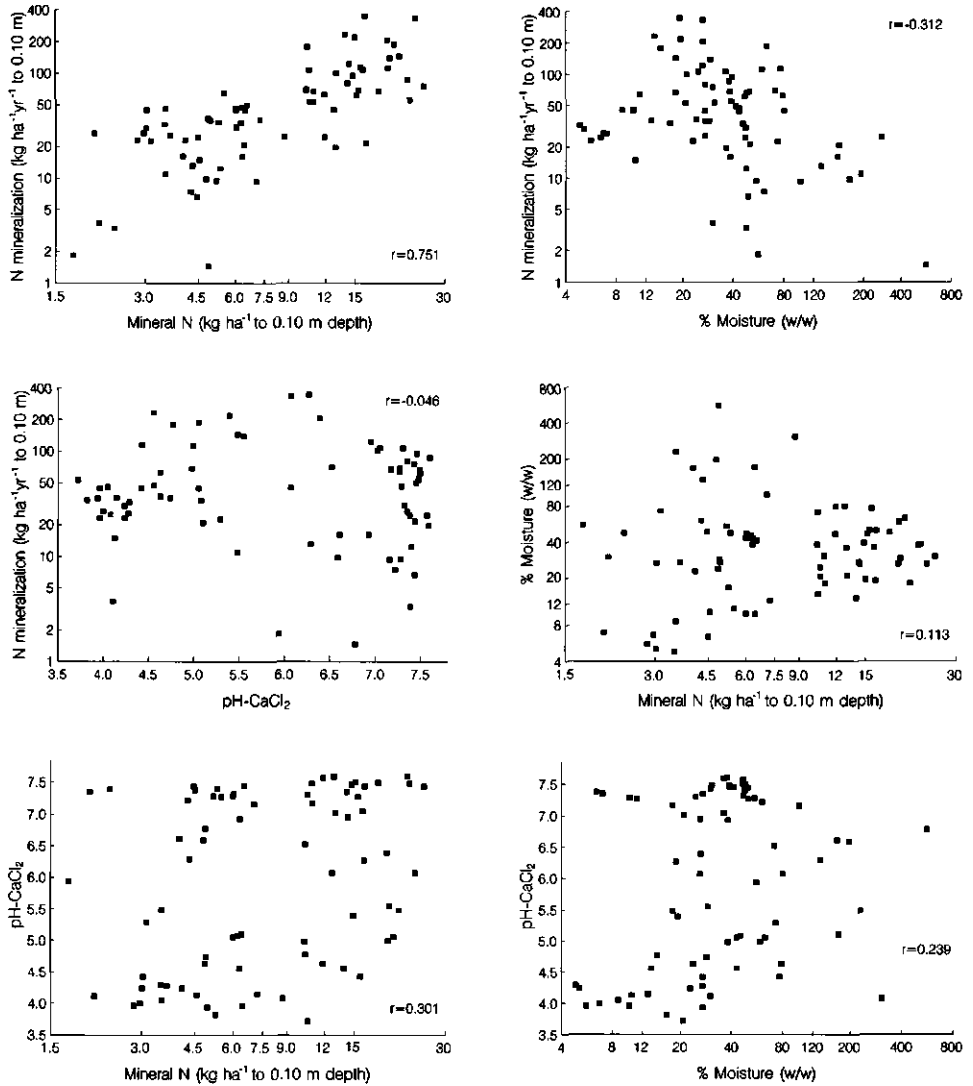 N mineralization (kg ha⁻¹yr⁻¹ to 0.10 m)
400
200
100
50
20
10
5
2
1
r=0.751
1.5 3.0 4.5 6.0 7.5 9.0 12 15 30
Mineral N (kg ha⁻¹ to 0.10 m depth)
N mineralization (kg ha⁻¹yr⁻¹ to 0.10 m)
400
200
100
50
20
10
5
2
1
r=-0.312
4 8 12 20 40 80 120 200 400 800
% Moisture (w/w)
N mineralization (kg ha⁻¹yr⁻¹ to 0.10 m)
400
200
100
50
20
10
5
2
1
r=-0.046
3.5 4.0 4.5 5.0 5.5 6.0 6.5 7.0 7.5
pH-CaCl₂
% Moisture (w/w)
800
400
200
120
80
40
20
12
8
4
r=0.113
1.5 3.0 4.5 6.0 7.5 9.0 12 15 30
Mineral N (kg ha⁻¹ to 0.10 m depth)
pH-CaCl₂
7.5
7.0
6.5
6.0
5.5
5.0
4.5
4.0
3.5
r=0.301
1.5 3.0 4.5 6.0 7.5 9.0 12 15 30
Mineral N (kg ha⁻¹ to 0.10 m depth)
pH-CaCl₂
7.5
7.0
6.5
6.0
5.5
5.0
4.5
4.0
3.5
r=0.239
4 8 12 20 40 80 120 200 400 800
% Moisture (w/w)